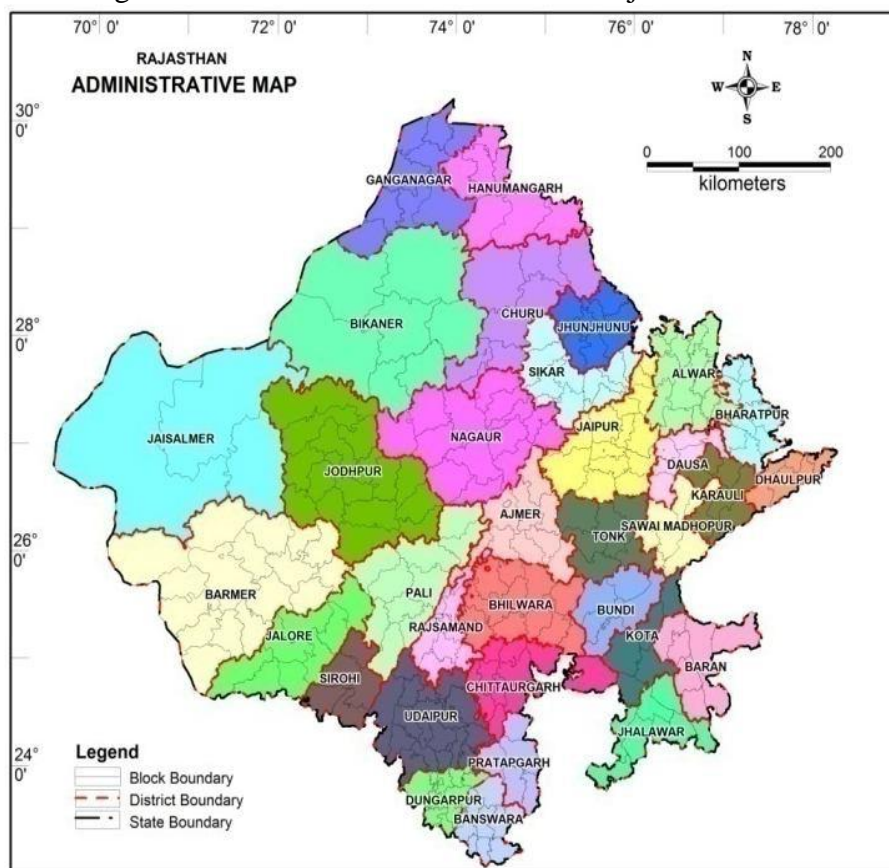 70° 0' 72° 0' 74° 0' 76° 0' 78° 0'
RAJASTHAN
ADMINISTRATIVE MAP
N
W E
S
0 100 200
kilometers
30°
0'
28°
0'
26°
0'
24°
0'
GANGANAGAR
HANUMANGARH
BIKANER
CHURU
JHUNJHUNU
SIKAR
ALWAR
JAISALMER
JODHPUR
NAGAUR
JAIPUR
BHARATPUR
DAUSA
KARAULI
DHAULPUR
AJMER
TONK
SAWAI MADHOPUR
BARMER
PALI
BHILWARA
BUNDI
RAJSAMAND
JALORE
KOTA
BARAN
SIROHI
CHITTAURGARH
UDAIPUR
JHALAWAR
PRATAPGARH
DUNGARPUR
BANSWARA
Legend
Block Boundary
District Boundary
State Boundary